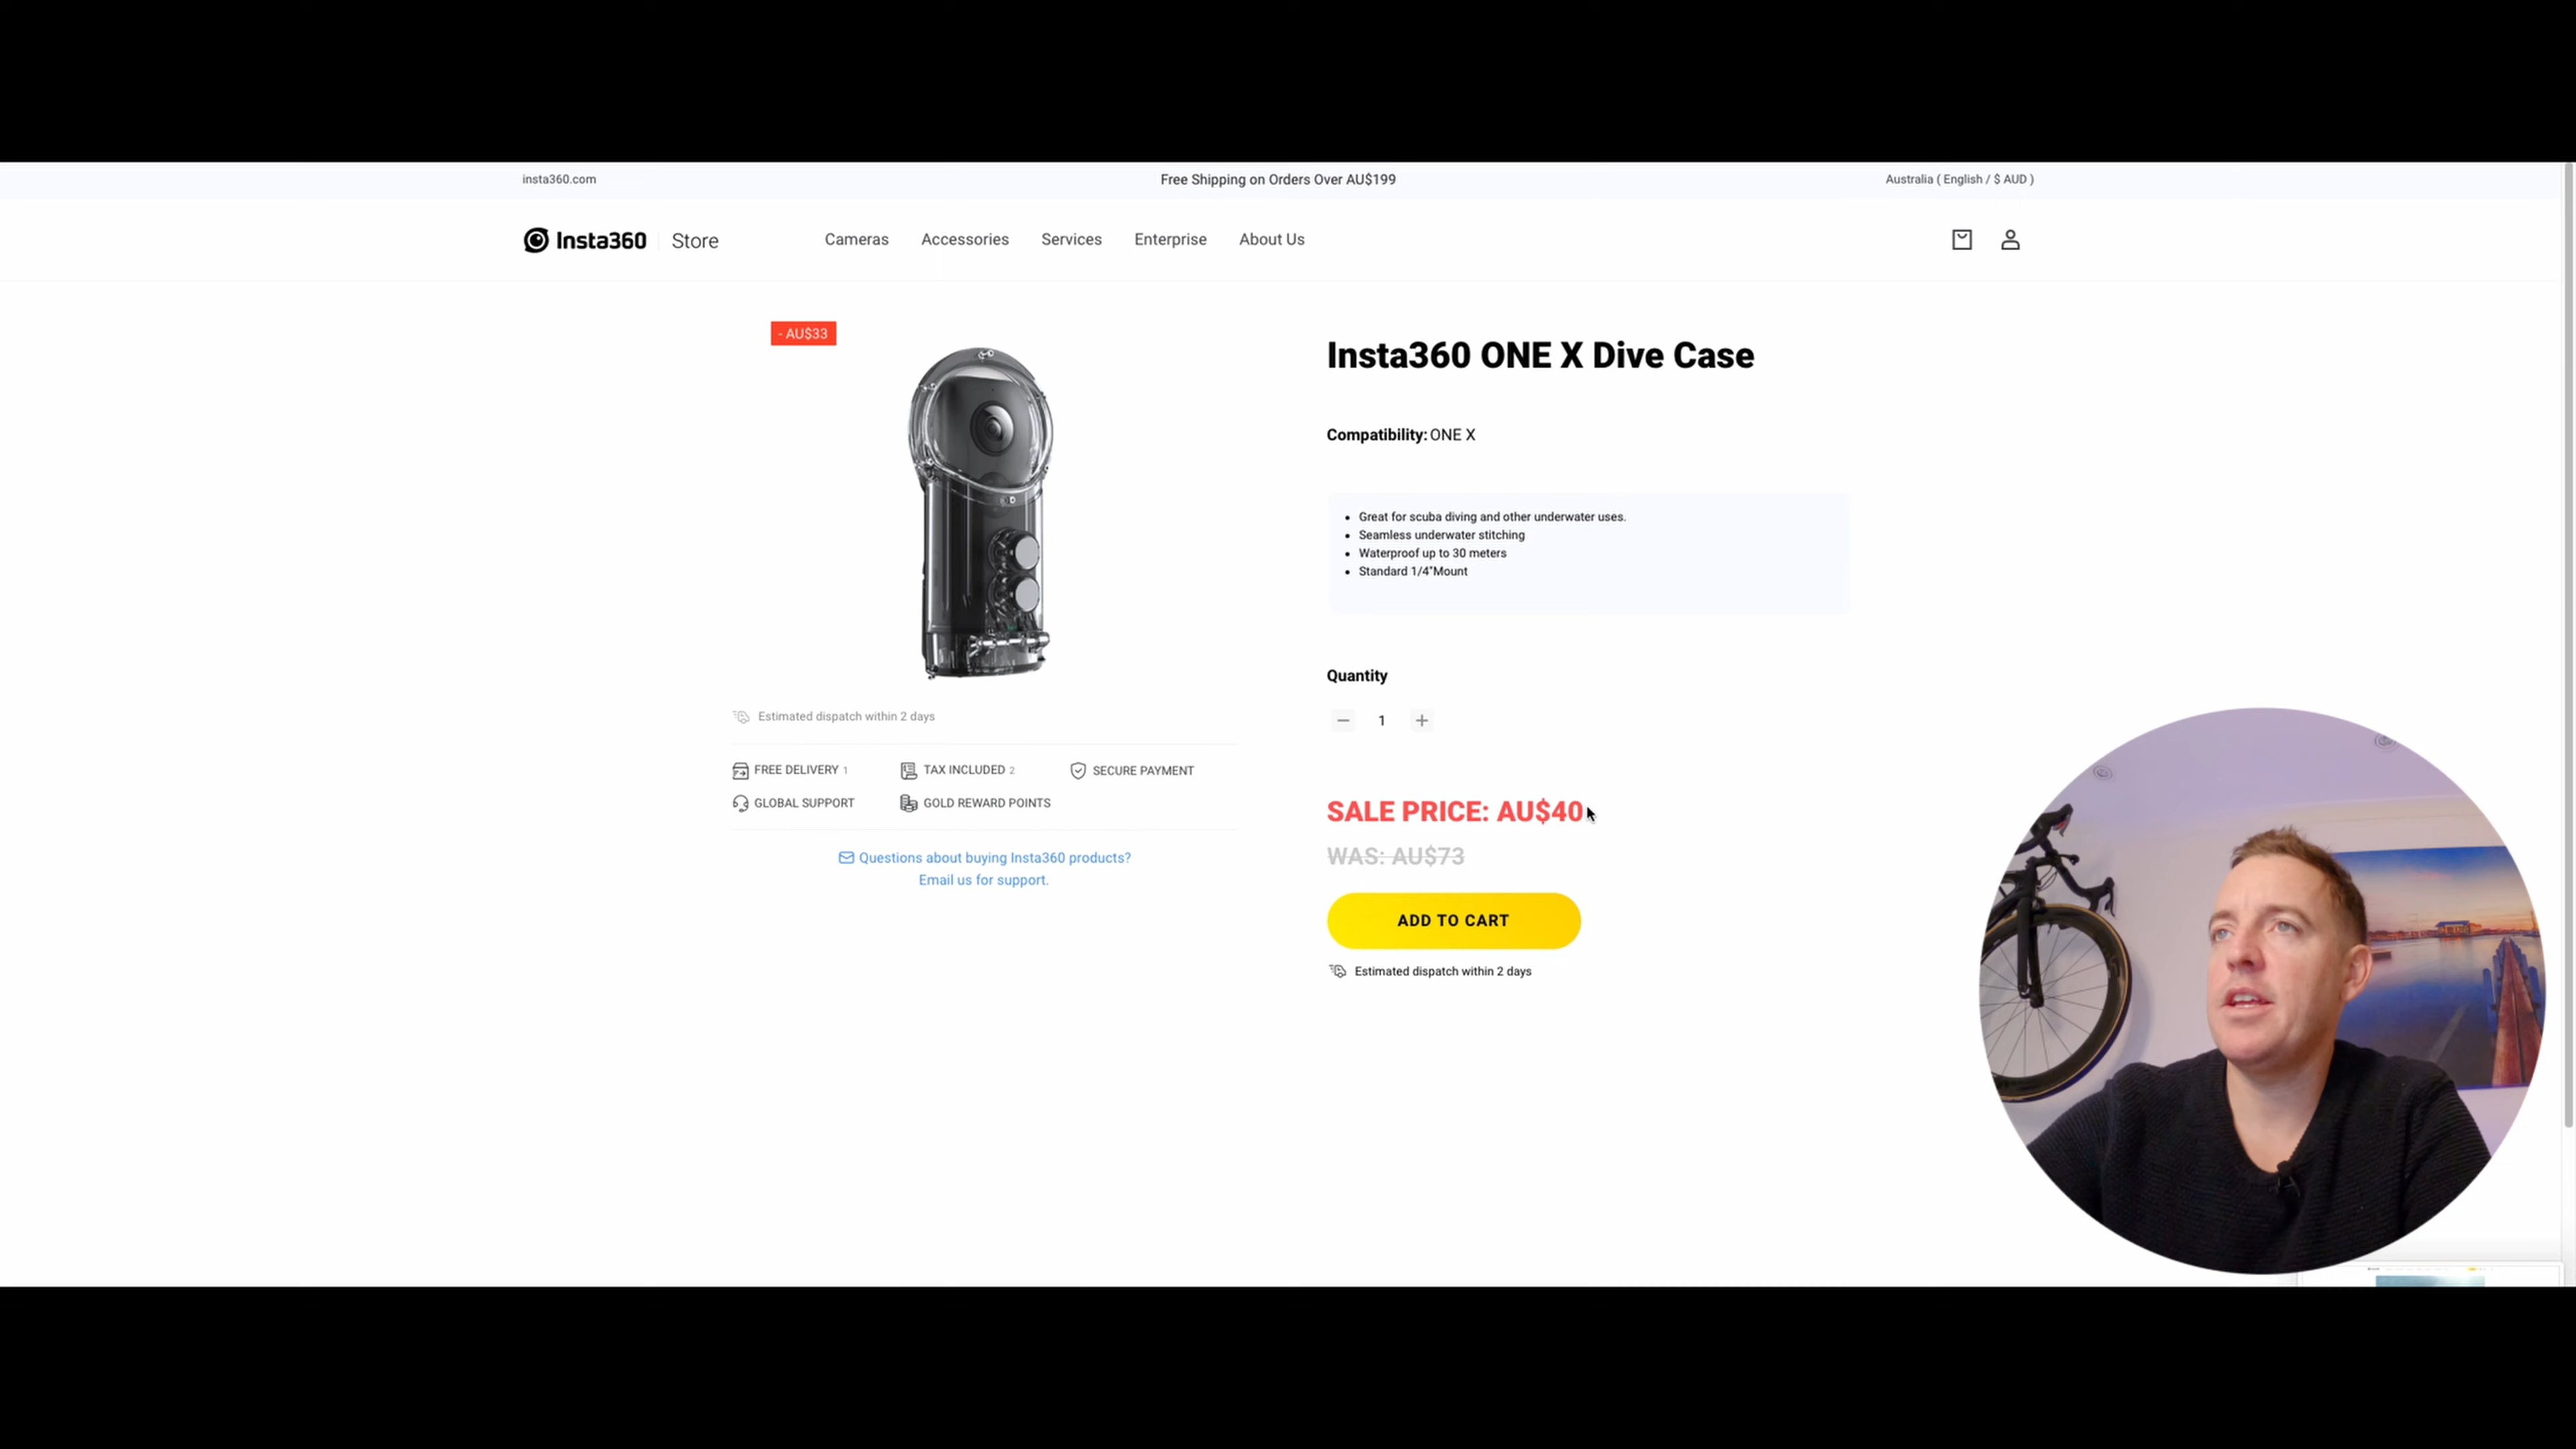 insta360.com
Free Shipping on Orders Over AU$199
Australia ( English / $ AUD )
Insta360 Store
Cameras
Accessories
Services
Enterprise
About Us
- AU$33
Insta360 ONE X Dive Case
Compatibility: ONE X
• Great for scuba diving and other underwater uses.
• Seamless underwater stitching
• Waterproof up to 30 meters
• Standard 1/4"Mount
Quantity
1
Estimated dispatch within 2 days
FREE DELIVERY 1
TAX INCLUDED 2
SECURE PAYMENT
GLOBAL SUPPORT
GOLD REWARD POINTS
Questions about buying Insta360 products?
Email us for support.
SALE PRICE: AU$40
WAS: AU$73
ADD TO CART
Estimated dispatch within 2 days